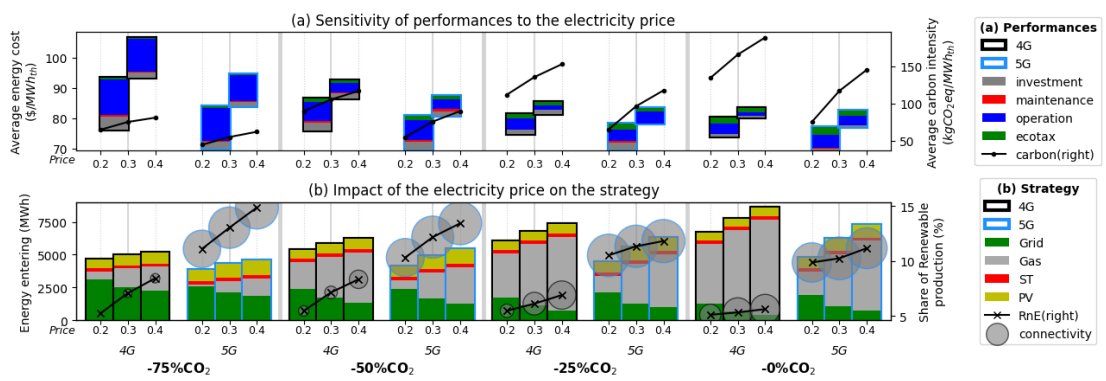 (a) Sensitivity of performances to the electricity price
Average energy cost
($/MWh_th)
100
90
80
70
150
100
50
Average carbon intensity
(kgCO2eq/MWh_th)
Price 0.2 0.3 0.4 0.2 0.3 0.4 0.2 0.3 0.4 0.2 0.3 0.4 0.2 0.3 0.4 0.2 0.3 0.4 0.2 0.3 0.4 0.2 0.3 0.4
(a) Performances
4G
5G
investment
maintenance
operation
ecotax
carbon(right)
(b) Impact of the electricity price on the strategy
Energy entering (MWh)
7500
5000
2500
0
15
10
5
Share of Renewable
production (%)
Price 0.2 0.3 0.4 0.2 0.3 0.4 0.2 0.3 0.4 0.2 0.3 0.4 0.2 0.3 0.4 0.2 0.3 0.4 0.2 0.3 0.4 0.2 0.3 0.4
4G 5G 4G 5G 4G 5G 4G 5G
-75%CO2 -50%CO2 -25%CO2 -0%CO2
(b) Strategy
4G
5G
Grid
Gas
ST
PV
RnE(right)
connectivity